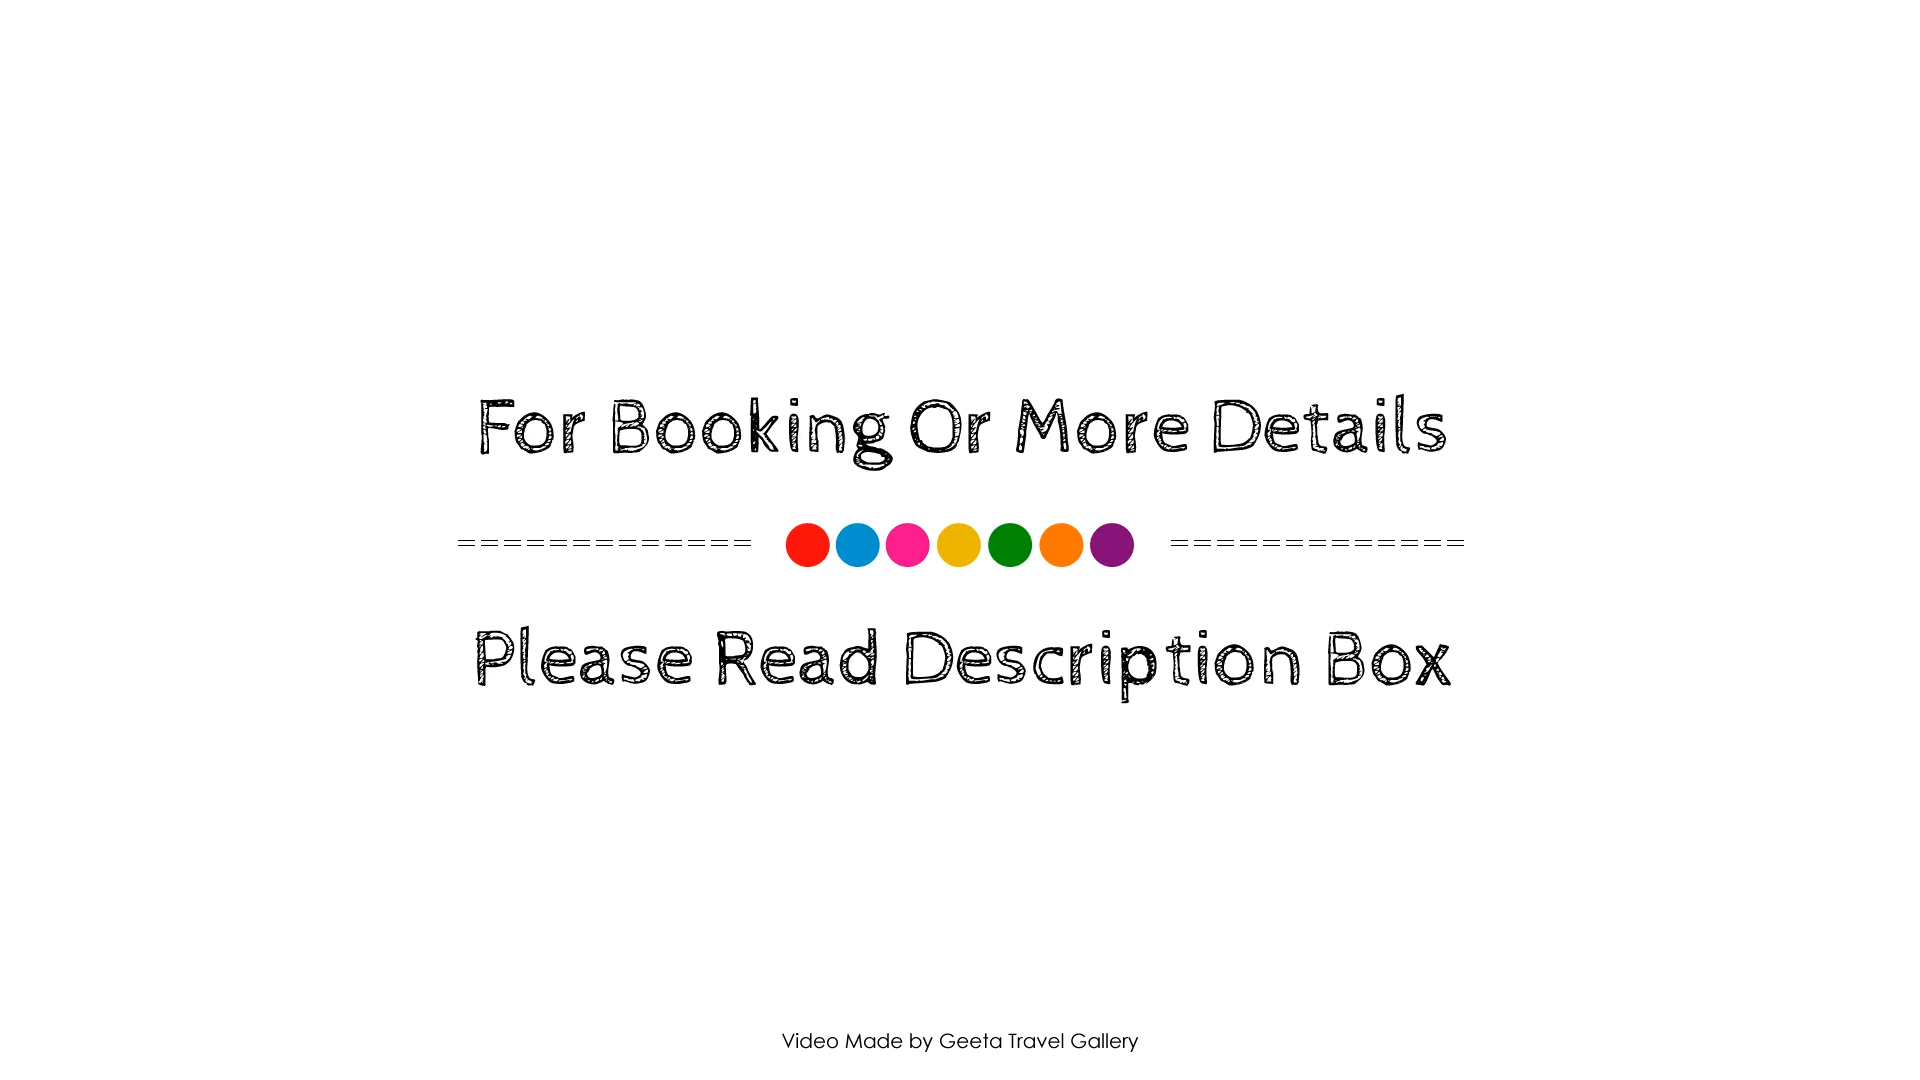 For Booking Or More Details
============= =============
Please Read Description Box
Video Made by Geeta Travel Gallery